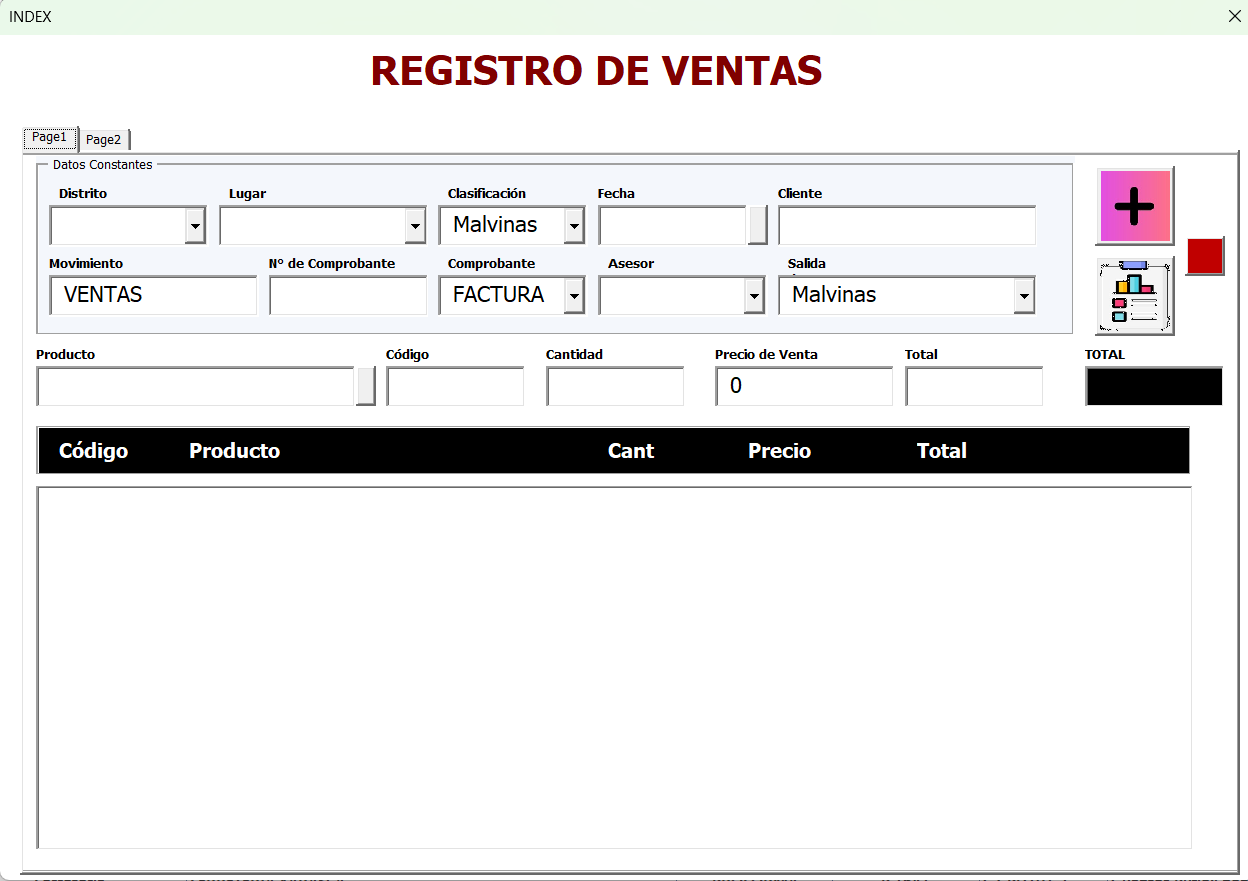 INDEX
REGISTRO DE VENTAS
Page1 Page2
Datos Constantes
Distrito Lugar Clasificación Fecha Cliente
Malvinas
Movimiento Nº de Comprobante Comprobante Asesor Salida
VENTAS FACTURA Malvinas
Producto Código Cantidad Precio de Venta Total TOTAL
0
Código Producto Cant Precio Total